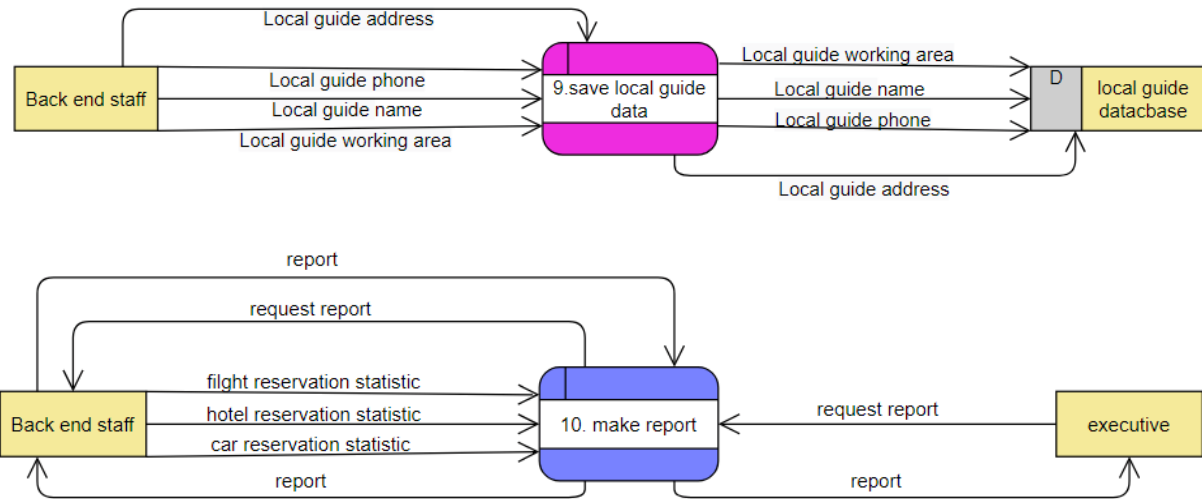 Local guide address
Local guide working area
Back end staff
Local guide phone
9.save local guide
data
D
local guide
datacbase
Local guide name
Local guide name
Local guide phone
Local guide working area
Local guide address
report
request report
filght reservation statistic
Back end staff
hotel reservation statistic
10. make report
request report
executive
car reservation statistic
report
report